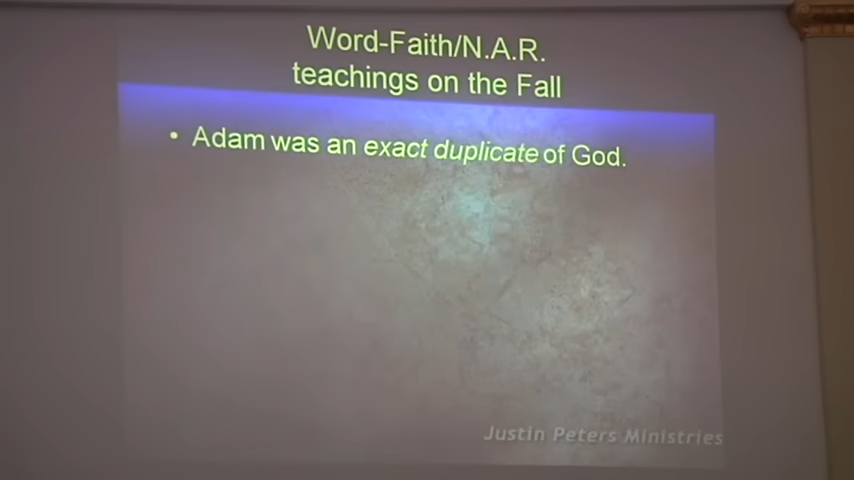 Word-Faith/N.A.R.
teachings on the Fall
• Adam was an exact duplicate of God.
Justin Peters Ministries